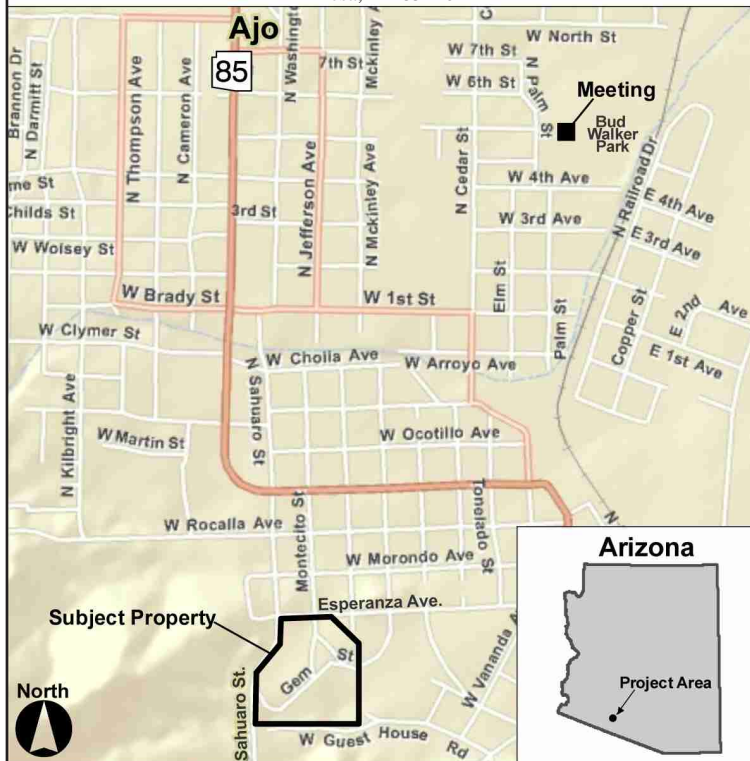 Ajo
85
W North St
W 7th St
7th St
W 6th St
N Palm St
Meeting
Bud
Walker
Park
Brannon Dr
N Darmitt St
N Thompson Ave
N Cameron Ave
N Washington
Mckinley A
N Jefferson Ave
N Mckinley Ave
N Cedar St
W 4th Ave
W 3rd Ave
N Railroad Dr
E 4th Ave
E 3rd Ave
me St
Childs St
3rd St
W Wolsey St
W Brady St
W 1st St
Elm St
Palm St
Copper St
E 2nd Ave
E 1st Ave
W Clymer St
W Cholla Ave
W Arroyo Ave
N Sahuaro St
N Kilbright Ave
W Martin St
W Ocotillo Ave
Montecito St
Tonelado St
W Rocalla Ave
W Morondo Ave
Esperanza Ave.
Subject Property
Gem St
W Vananda A
Sahuaro St.
W Guest House Rd
North
Arizona
Project Area